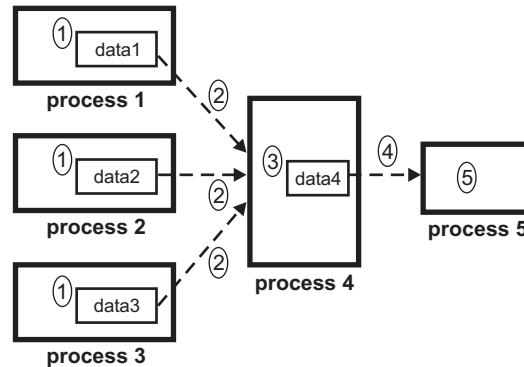 ① data1
process 1
②
① data2
②
process 2
① data3
②
process 3
③ data4
process 4
④
⑤
process 5